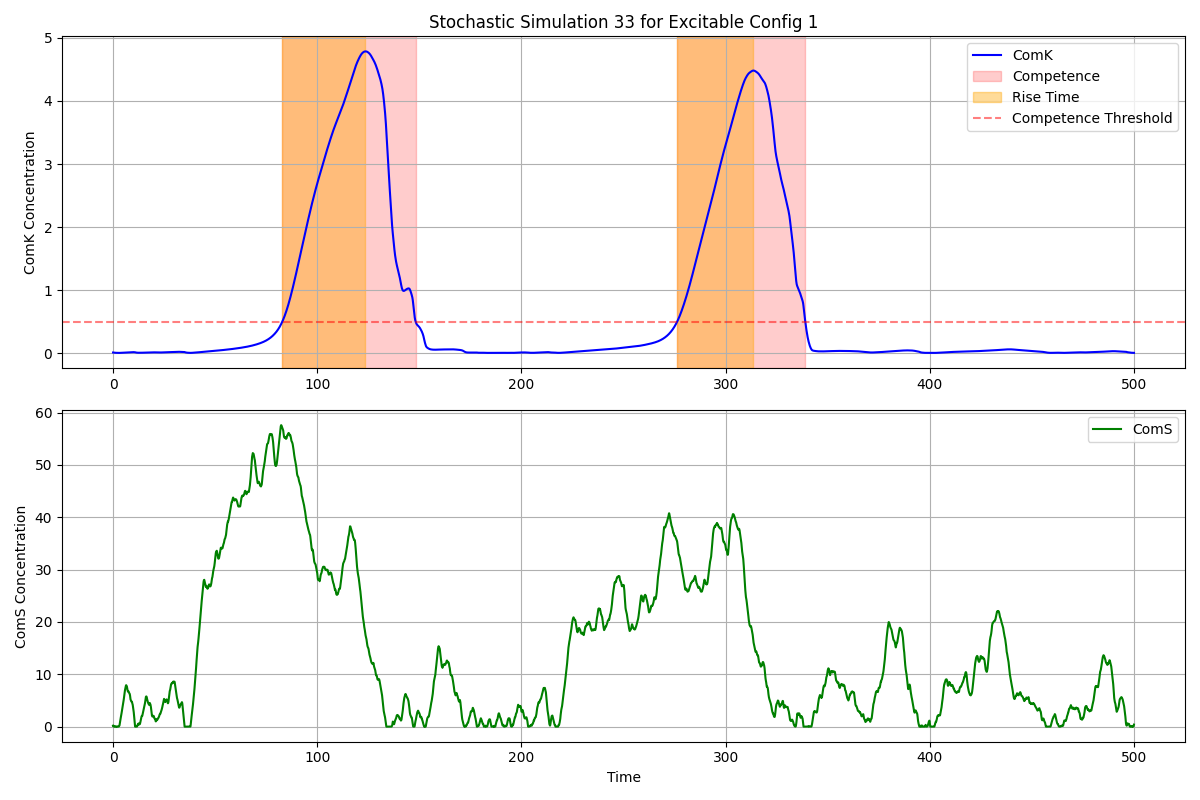 Stochastic Simulation 33 for Excitable Config 1
5
4
3
2
1
0
ComK Concentration
ComK
Competence
Rise Time
Competence Threshold
0 100 200 300 400 500
60
50
40
30
20
10
0
ComS Concentration
ComS
0 100 200 300 400 500
Time